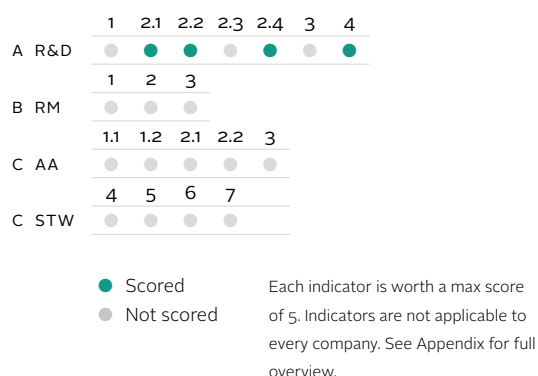 1 2.1 2.2 2.3 2.4 3 4
A R&D
1 2 3
B RM
1.1 1.2 2.1 2.2 3
C AA
4 5 6 7
C STW
Scored
Not scored
Each indicator is worth a max score
of 5. Indicators are not applicable to
every company. See Appendix for full
overview.